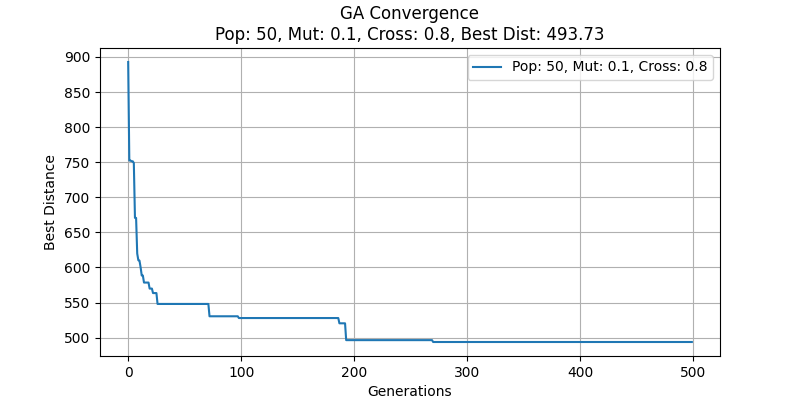 GA Convergence
Pop: 50, Mut: 0.1, Cross: 0.8, Best Dist: 493.73
Pop: 50, Mut: 0.1, Cross: 0.8
900
850
800
750
700
650
600
550
500
Best Distance
0 100 200 300 400 500
Generations